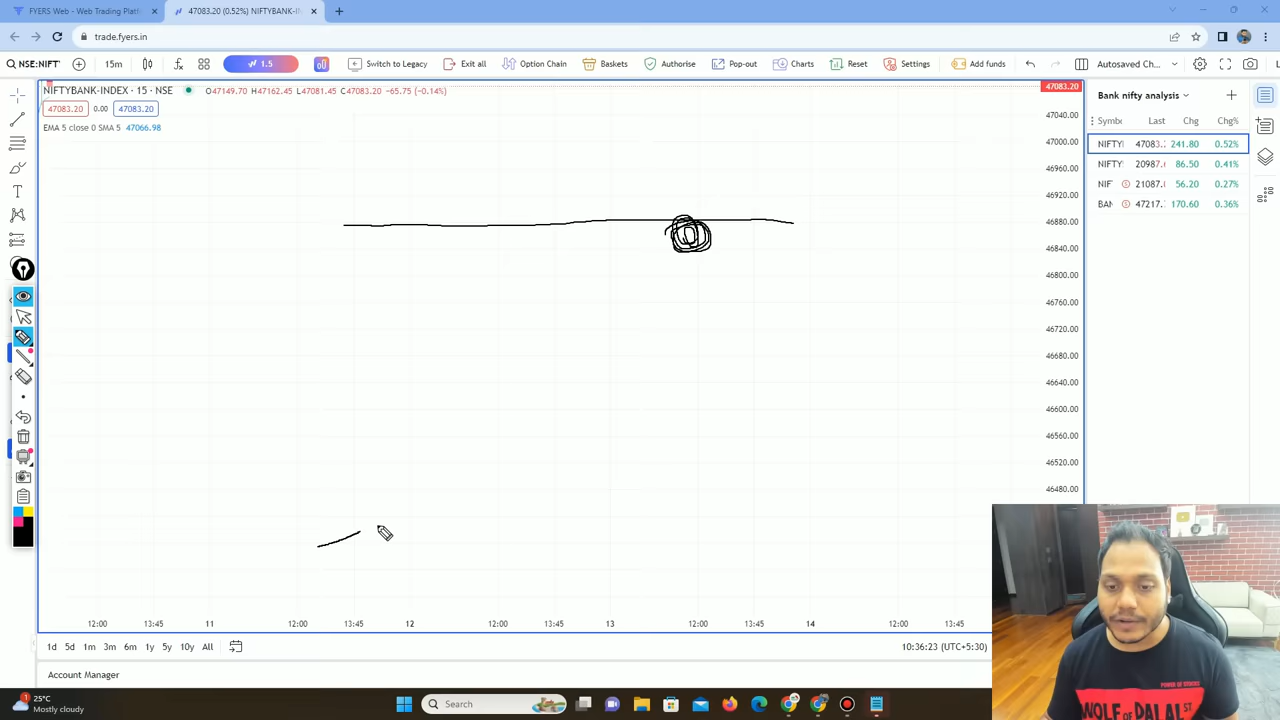 FYERS Web - Web Trading Platfo
47083.20 (0.52%) NIFTYBANK-IN
trade.fyers.in
NSE:NIFT
15m
1.5
Switch to Legacy
Exit all
Option Chain
Baskets
Authorise
Pop-out
Charts
Reset
Settings
Add funds
Autosaved Ch...
NIFTYBANK-INDEX · 15 · NSE
O47149.70 H47162.45 L47081.45 C47083.20 -65.75 (-0.14%)
47083.20 0.00 47083.20
EMA 5 close 0 SMA 5 47066.98
47083.20
47040.00
47000.00
46960.00
46920.00
46880.00
46840.00
46800.00
46760.00
46720.00
46680.00
46640.00
46600.00
46560.00
46520.00
46480.00
Bank nifty analysis
Symb Last Chg Chg%
NIFTY 47083. 241.80 0.52%
NIFTY 20987. 86.50 0.41%
NIF 21087. 56.20 0.27%
BAN 47217. 170.60 0.36%
12:00 13:45 11 12:00 13:45 12 12:00 13:45 13 12:00 13:45 14 12:00 13:45
1d 5d 1m 3m 6m 1y 5y 10y All
10:36:23 (UTC+5:30)
Account Manager
1
25°C
Mostly cloudy
Search
POWER OF STOCKS
WOLF OF DALAL ST